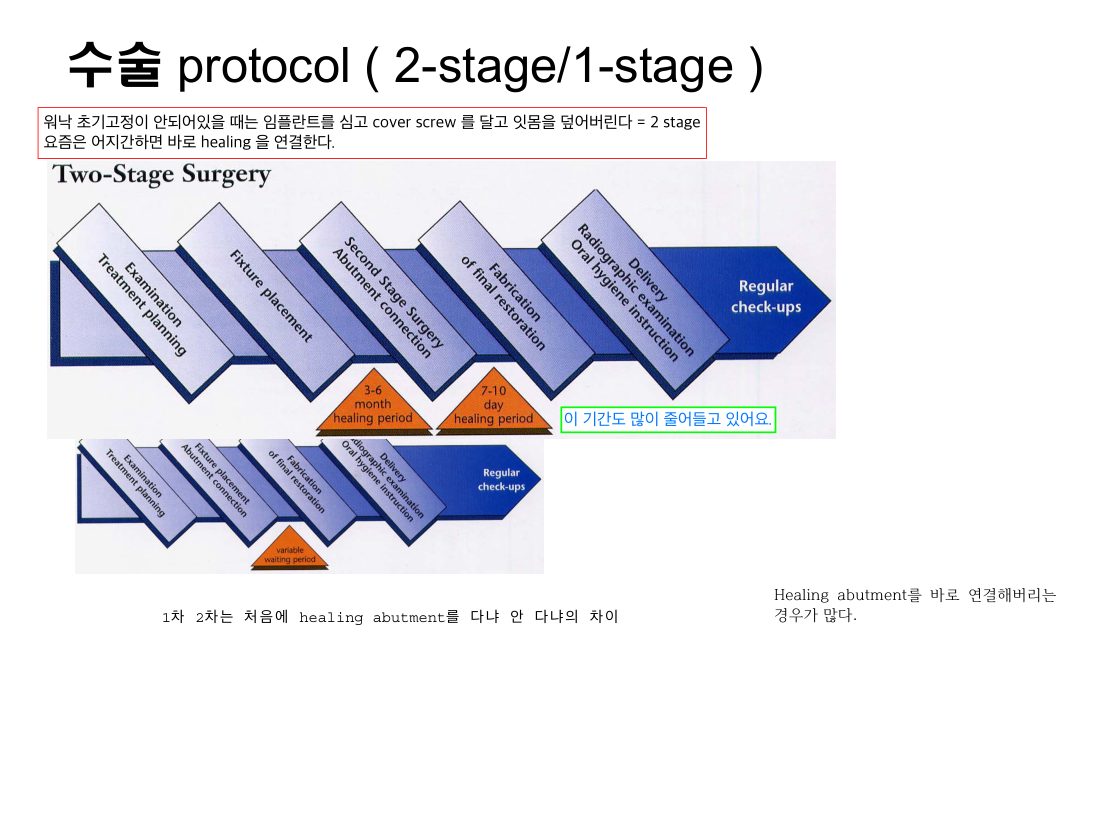 수술 protocol ( 2-stage/1-stage )
워낙 초기고정이 안되어있을 때는 임플란트를 심고 cover screw 를 달고 잇몸을 덮어버린다 = 2 stage
요즘은 어지간하면 바로 healing 을 연결한다.
Two-Stage Surgery
Examination
Treatment planning
Fixture placement
Second Stage Surgery
Abutment connection
Fabrication
of final restoration
Delivery
Radiographic examination
Oral hygiene instruction
Regular
check-ups
3-6
month
healing period
7-10
day
healing period
이 기간도 많이 줄어들고 있어요.
Examination
Treatment planning
Fixture placement
Abutment connection
Fabrication
of final restoration
Delivery
diographic examination
Oral hygiene instruction
Regular
check-ups
variable
waiting period
1차 2차는 처음에 healing abutment를 다냐 안 다냐의 차이
Healing abutment를 바로 연결해버리는
경우가 많다.